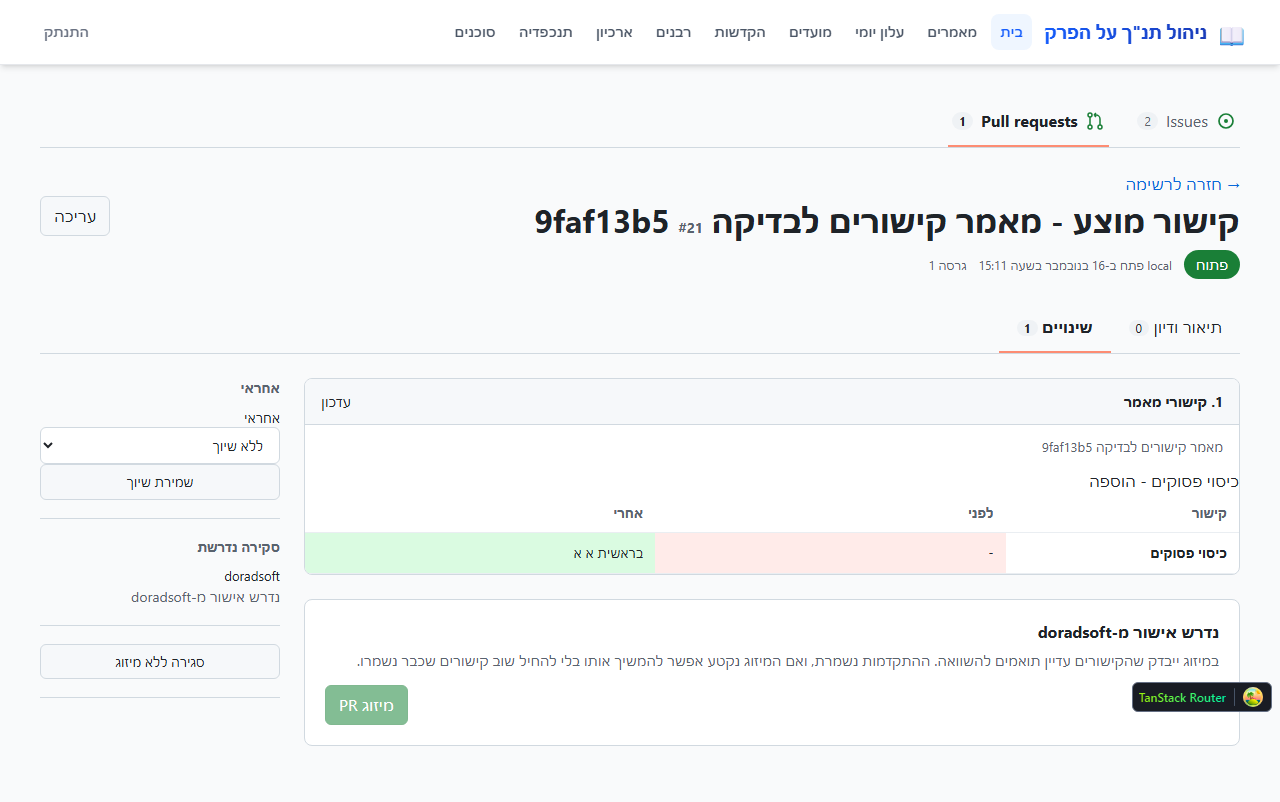 ניהול תנ"ך על הפרק
בית
מאמרים
עלון יומי
מועדים
הקדשות
רבנים
ארכיון
תנכפדיה
סוכנים
התנתק
Issues 2
Pull requests 1
→ חזרה לרשימה
קישור מוצע - מאמר קישורים לבדיקה 9faf13b5 #21
עריכה
פתוח
local פתח ב-16 בנובמבר בשעה 15:11
גרסה 1
תיאור ודיון 0
שינויים 1
1. קישורי מאמר
עדכון
מאמר קישורים לבדיקה 9faf13b5
כיסוי פסוקים - הוספה
קישור
לפני
אחרי
כיסוי פסוקים
-
בראשית א א
נדרש אישור מ-doradsoft
במיזוג ייבדק שהקישורים עדיין תואמים להשוואה. ההתקדמות נשמרת, ואם המיזוג נקטע אפשר להמשיך אותו בלי להחיל שוב קישורים שכבר נשמרו.
מיזוג PR
אחראי
אחראי
ללא שיוך
שמירת שיוך
סקירה נדרשת
doradsoft
נדרש אישור מ-doradsoft
סגירה ללא מיזוג
TanStack Router